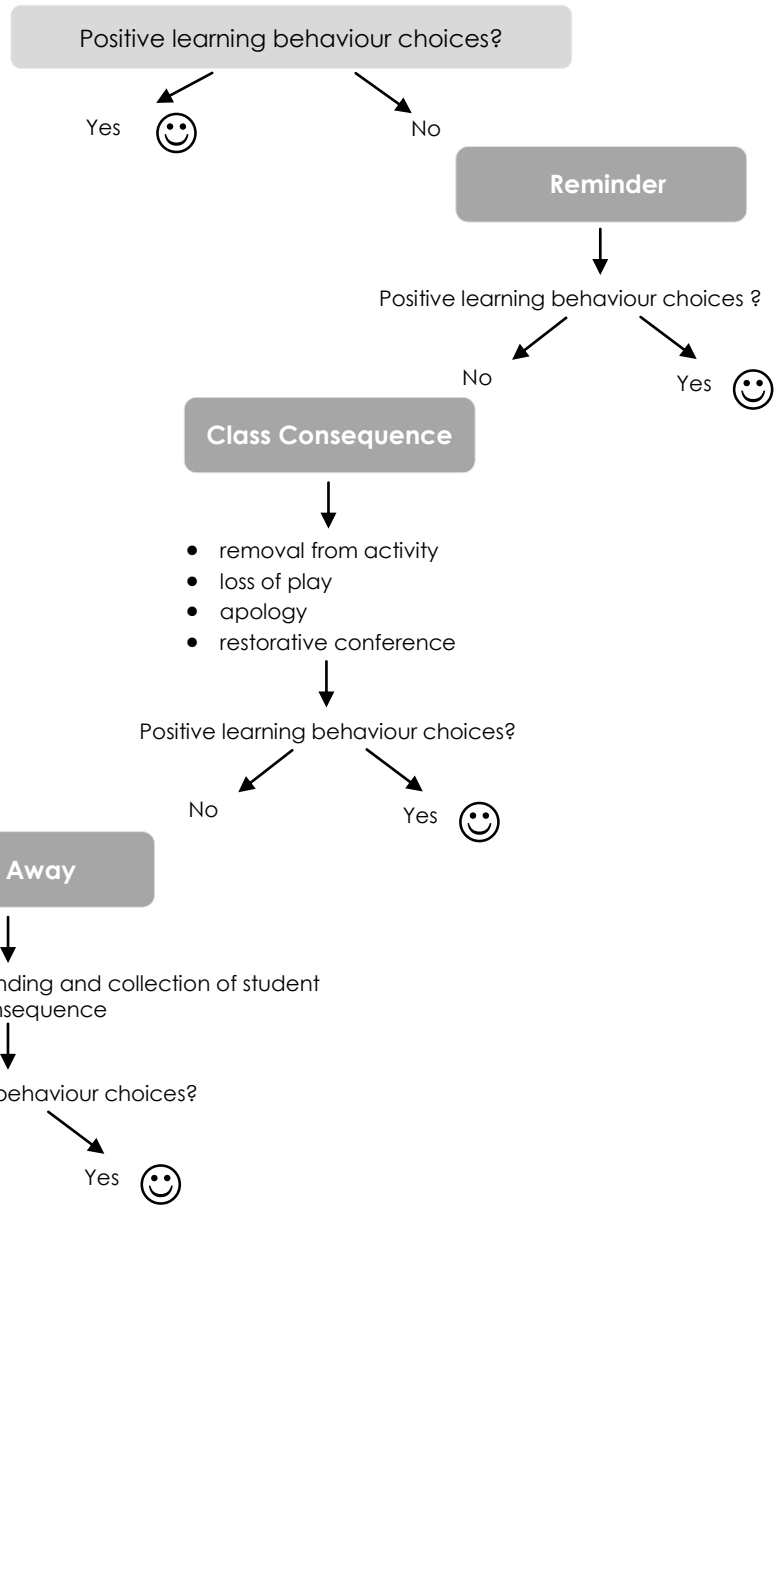 Positive learning behaviour choices?
Yes
No
Reminder
Positive learning behaviour choices ?
No
Yes
Class Consequence
• removal from activity
• loss of play
• apology
• restorative conference
Positive learning behaviour choices?
No
Yes
Away
and collection of student
behaviour choices?
Yes